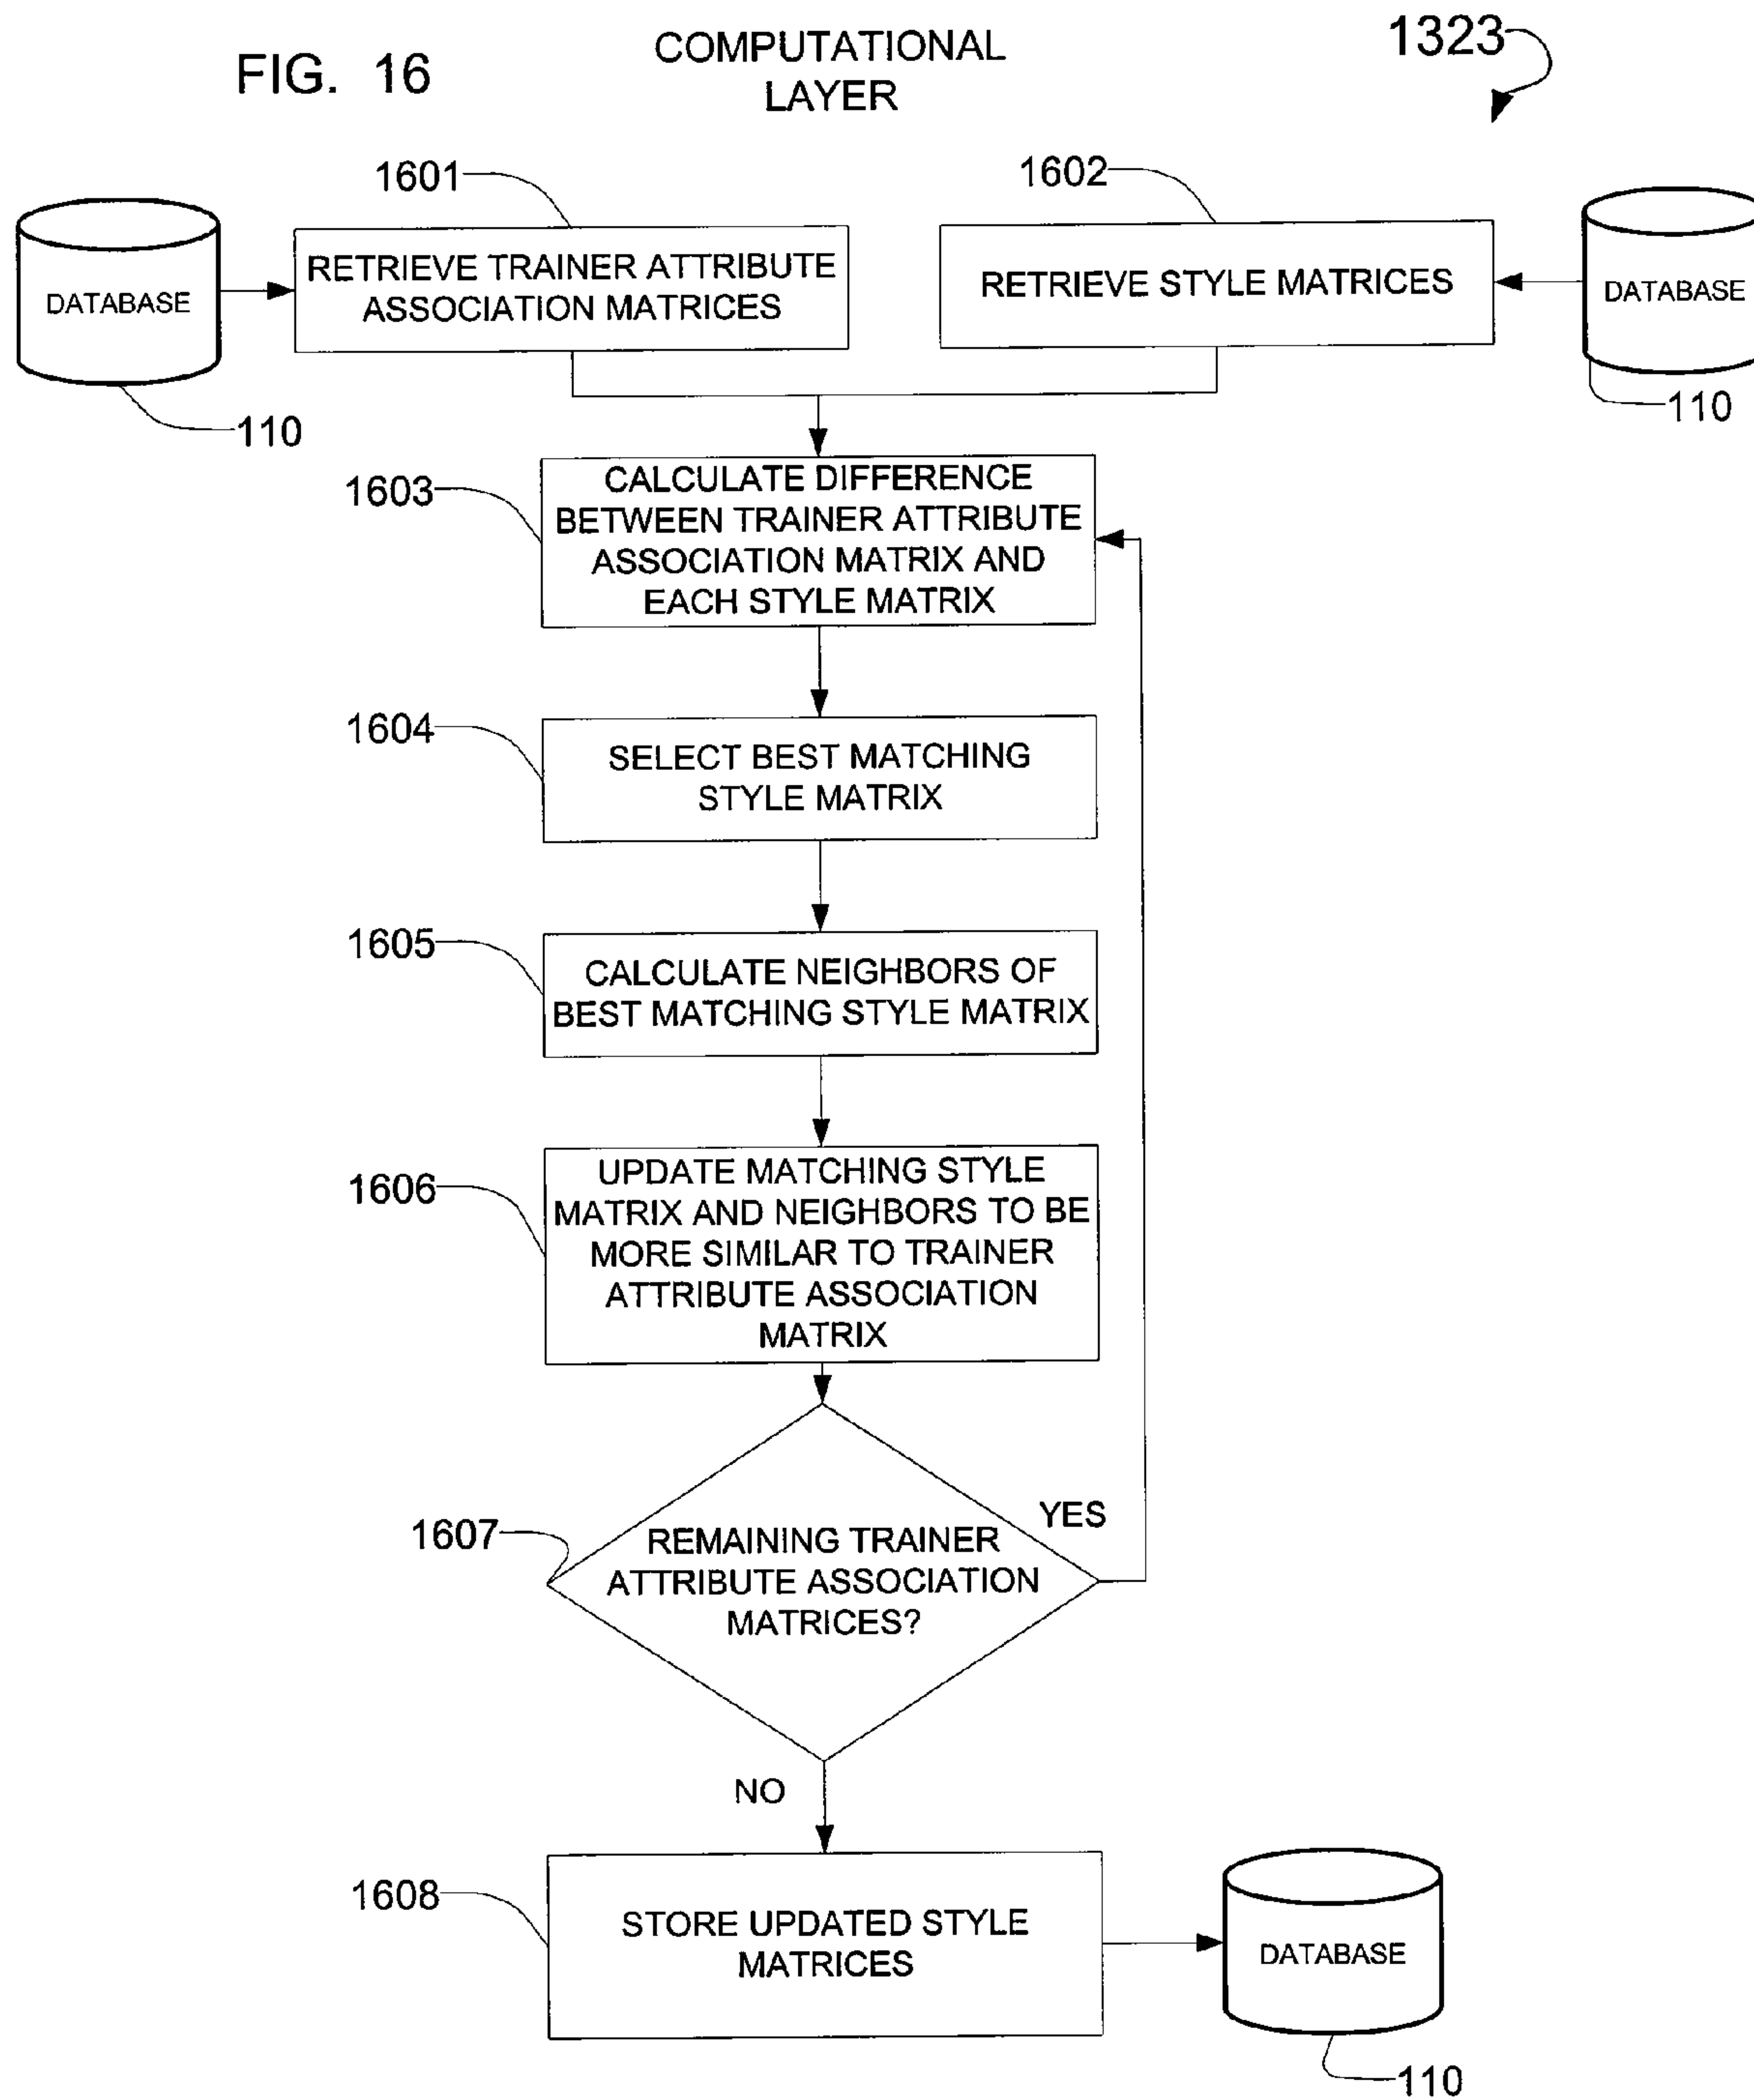 FIG. 16
COMPUTATIONAL
LAYER
1323
1601
1602
DATABASE
RETRIEVE TRAINER ATTRIBUTE
ASSOCIATION MATRICES
RETRIEVE STYLE MATRICES
DATABASE
110
110
1603
CALCULATE DIFFERENCE
BETWEEN TRAINER ATTRIBUTE
ASSOCIATION MATRIX AND
EACH STYLE MATRIX
1604
SELECT BEST MATCHING
STYLE MATRIX
1605
CALCULATE NEIGHBORS OF
BEST MATCHING STYLE MATRIX
1606
UPDATE MATCHING STYLE
MATRIX AND NEIGHBORS TO BE
MORE SIMILAR TO TRAINER
ATTRIBUTE ASSOCIATION
MATRIX
YES
1607
REMAINING TRAINER
ATTRIBUTE ASSOCIATION
MATRICES?
NO
1608
STORE UPDATED STYLE
MATRICES
DATABASE
110